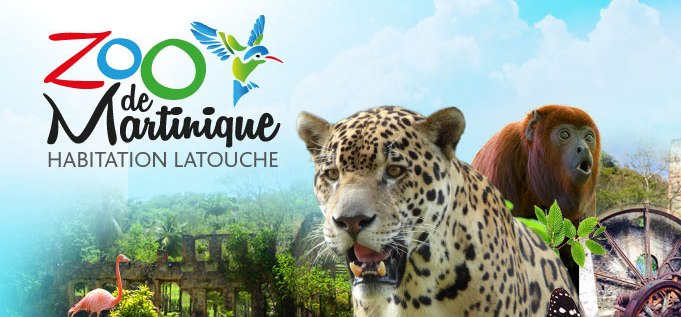 ZOO
de
Martinique
HABITATION LATOUCHE